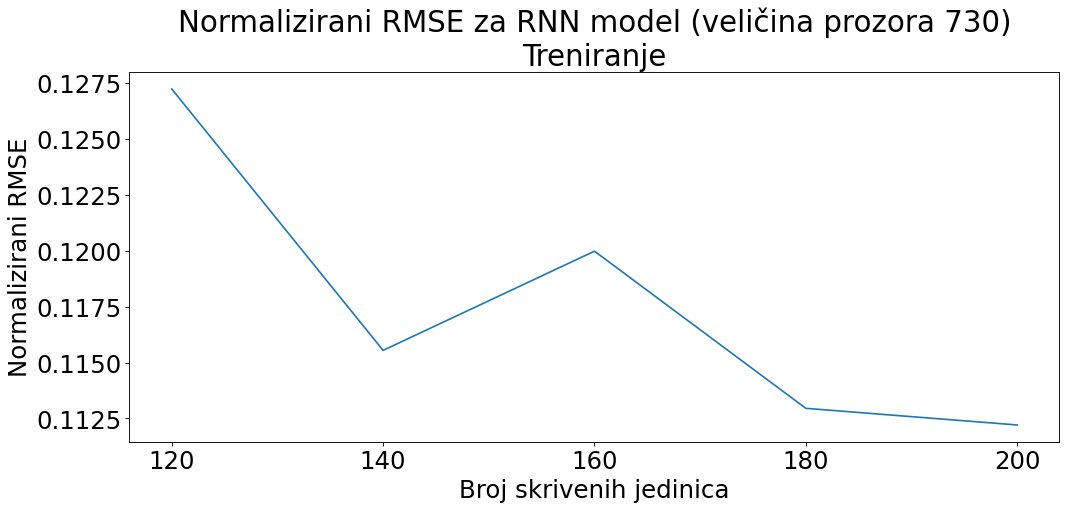 Normalizirani RMSE za RNN model (veličina prozora 730)
Treniranje
0.1275
0.1250
0.1225
0.1200
0.1175
0.1150
0.1125
Normalizirani RMSE
120 140 160 180 200
Broj skrivenih jedinica